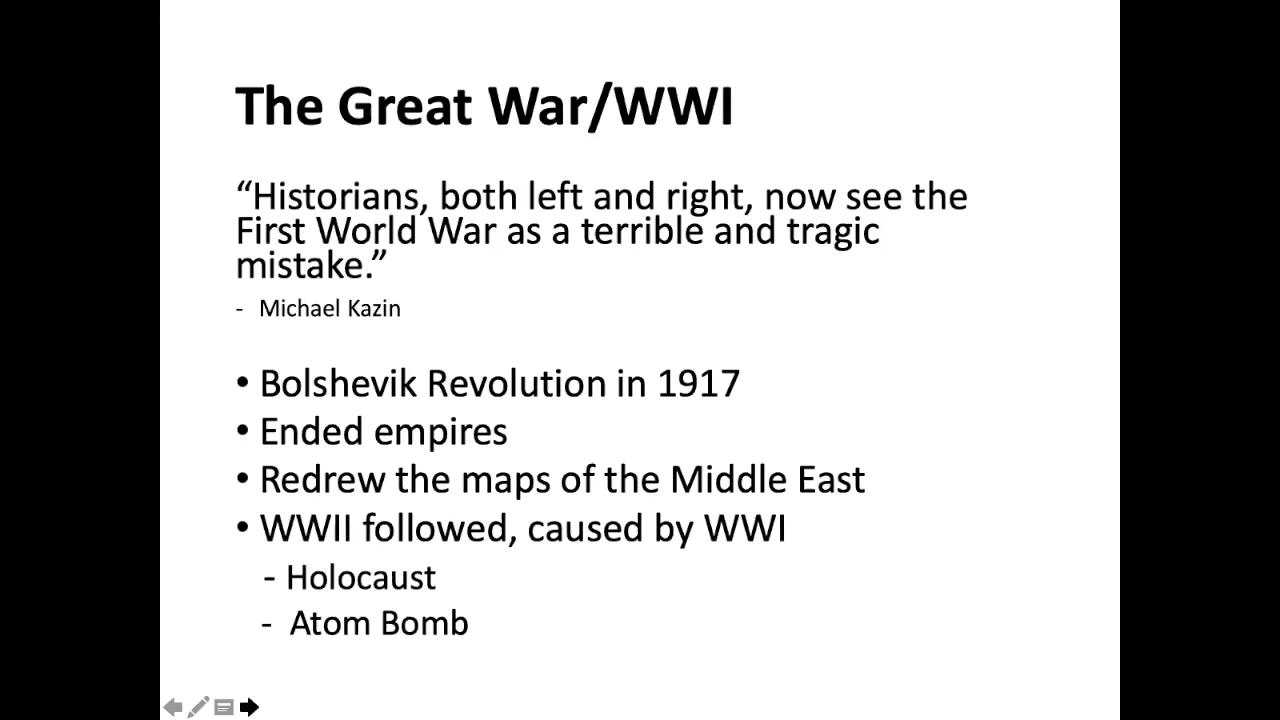 The Great War/WWI
“Historians, both left and right, now see the
First World War as a terrible and tragic
mistake.”
- Michael Kazin
• Bolshevik Revolution in 1917
• Ended empires
• Redrew the maps of the Middle East
• WWII followed, caused by WWI
- Holocaust
- Atom Bomb